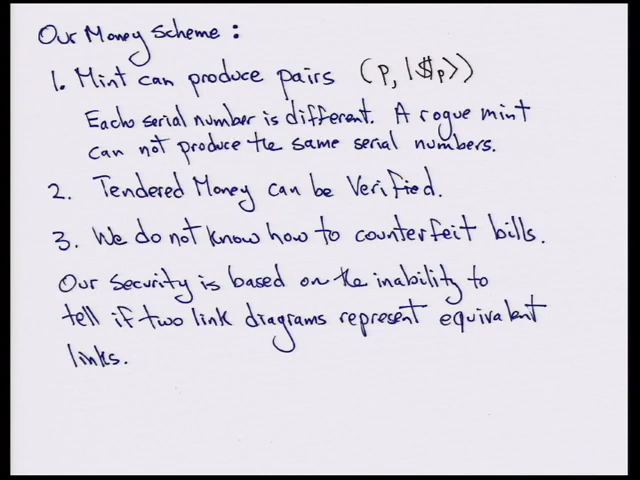 Our Money Scheme :
1. Mint can produce pairs (p, |$p⟩)
Each serial number is different. A rogue mint
can not produce the same serial numbers.
2. Tendered Money can be Verified.
3. We do not know how to counterfeit bills.
Our security is based on the inability to
tell if two link diagrams represent equivalent
links.